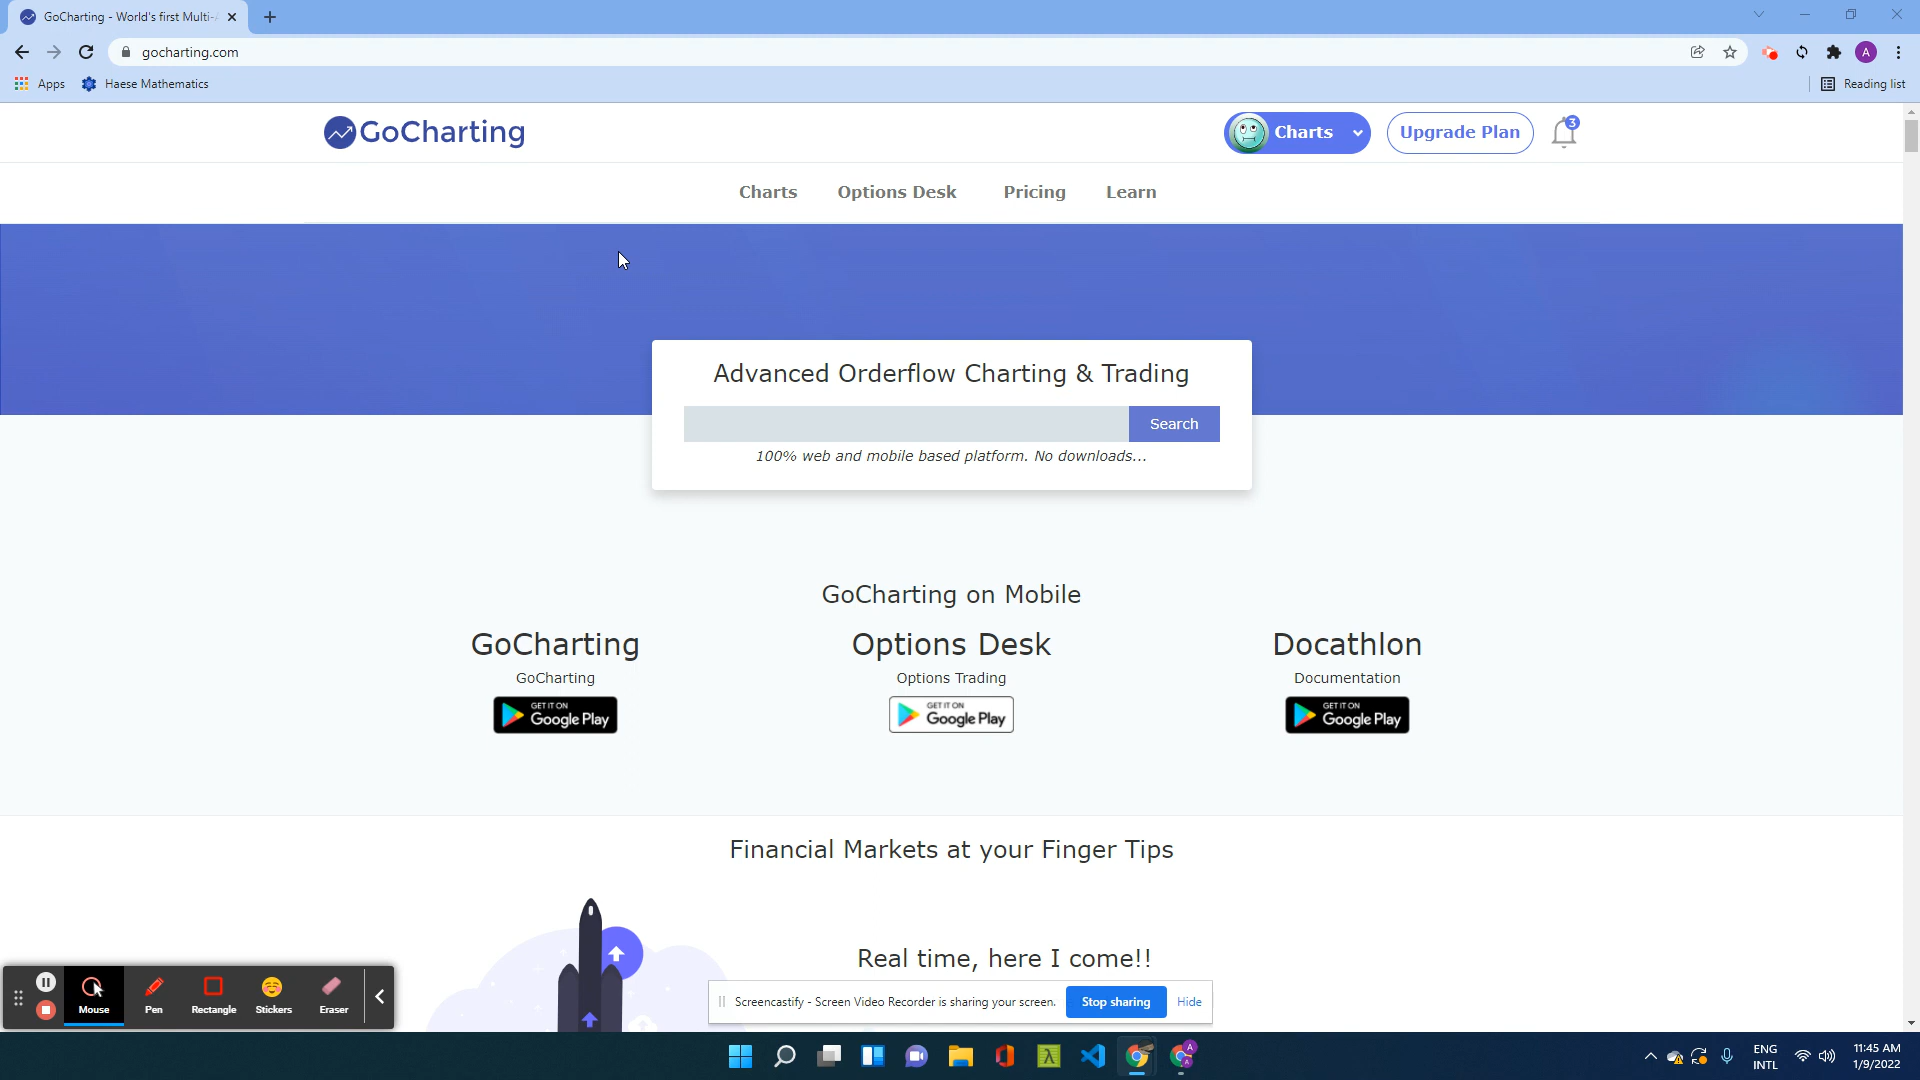 GoCharting - World's first Multi-
gocharting.com
Apps
Haese Mathematics
Reading list
A
GoCharting
Charts
Upgrade Plan
3
Charts
Options Desk
Pricing
Learn
Advanced Orderflow Charting & Trading
Search
100% web and mobile based platform. No downloads...
GoCharting on Mobile
GoCharting
Options Desk
Docathlon
GoCharting
Options Trading
Documentation
GET IT ON
Google Play
GET IT ON
Google Play
GET IT ON
Google Play
Financial Markets at your Finger Tips
Real time, here I come!!
Mouse
Pen
Rectangle
Stickers
Eraser
Screencastify - Screen Video Recorder is sharing your screen.
Stop sharing
Hide
A
ENG
INTL
11:45 AM
1/9/2022